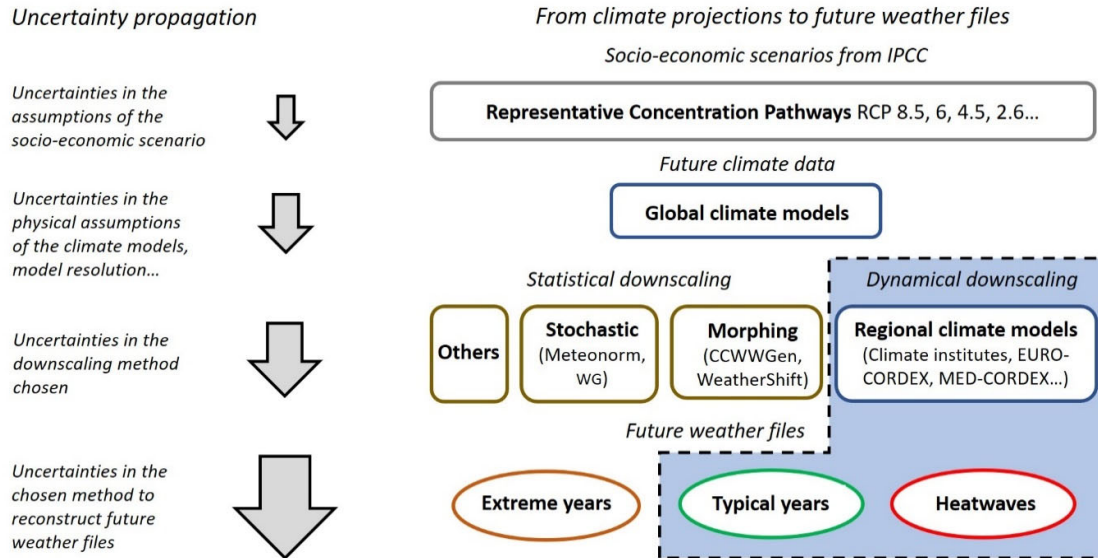 Uncertainty propagation
From climate projections to future weather files
Socio-economic scenarios from IPCC
Uncertainties in the
assumptions of the
socio-economic scenario
Representative Concentration Pathways RCP 8.5, 6, 4.5, 2.6...
Future climate data
Uncertainties in the
physical assumptions
of the climate models,
model resolution...
Global climate models
Statistical downscaling
Dynamical downscaling
Uncertainties in the
downscaling method
chosen
Others
Stochastic
(Meteonorm,
WG)
Morphing
(CCWWGen,
WeatherShift)
Regional climate models
(Climate institutes, EURO-
CORDEX, MED-CORDEX...)
Future weather files
Uncertainties in the
chosen method to
reconstruct future
weather files
Extreme years
Typical years
Heatwaves